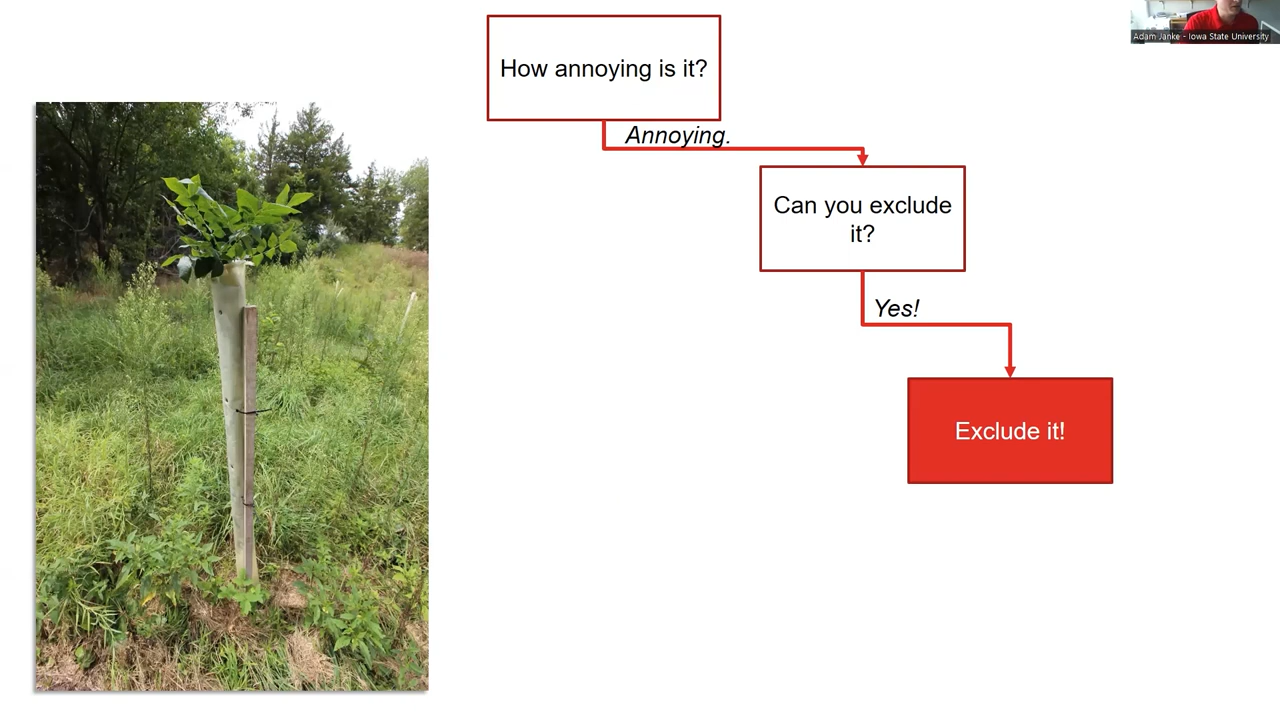 Adam Janke - Iowa State University
How annoying is it?
Annoying.
Can you exclude
it?
Yes!
Exclude it!